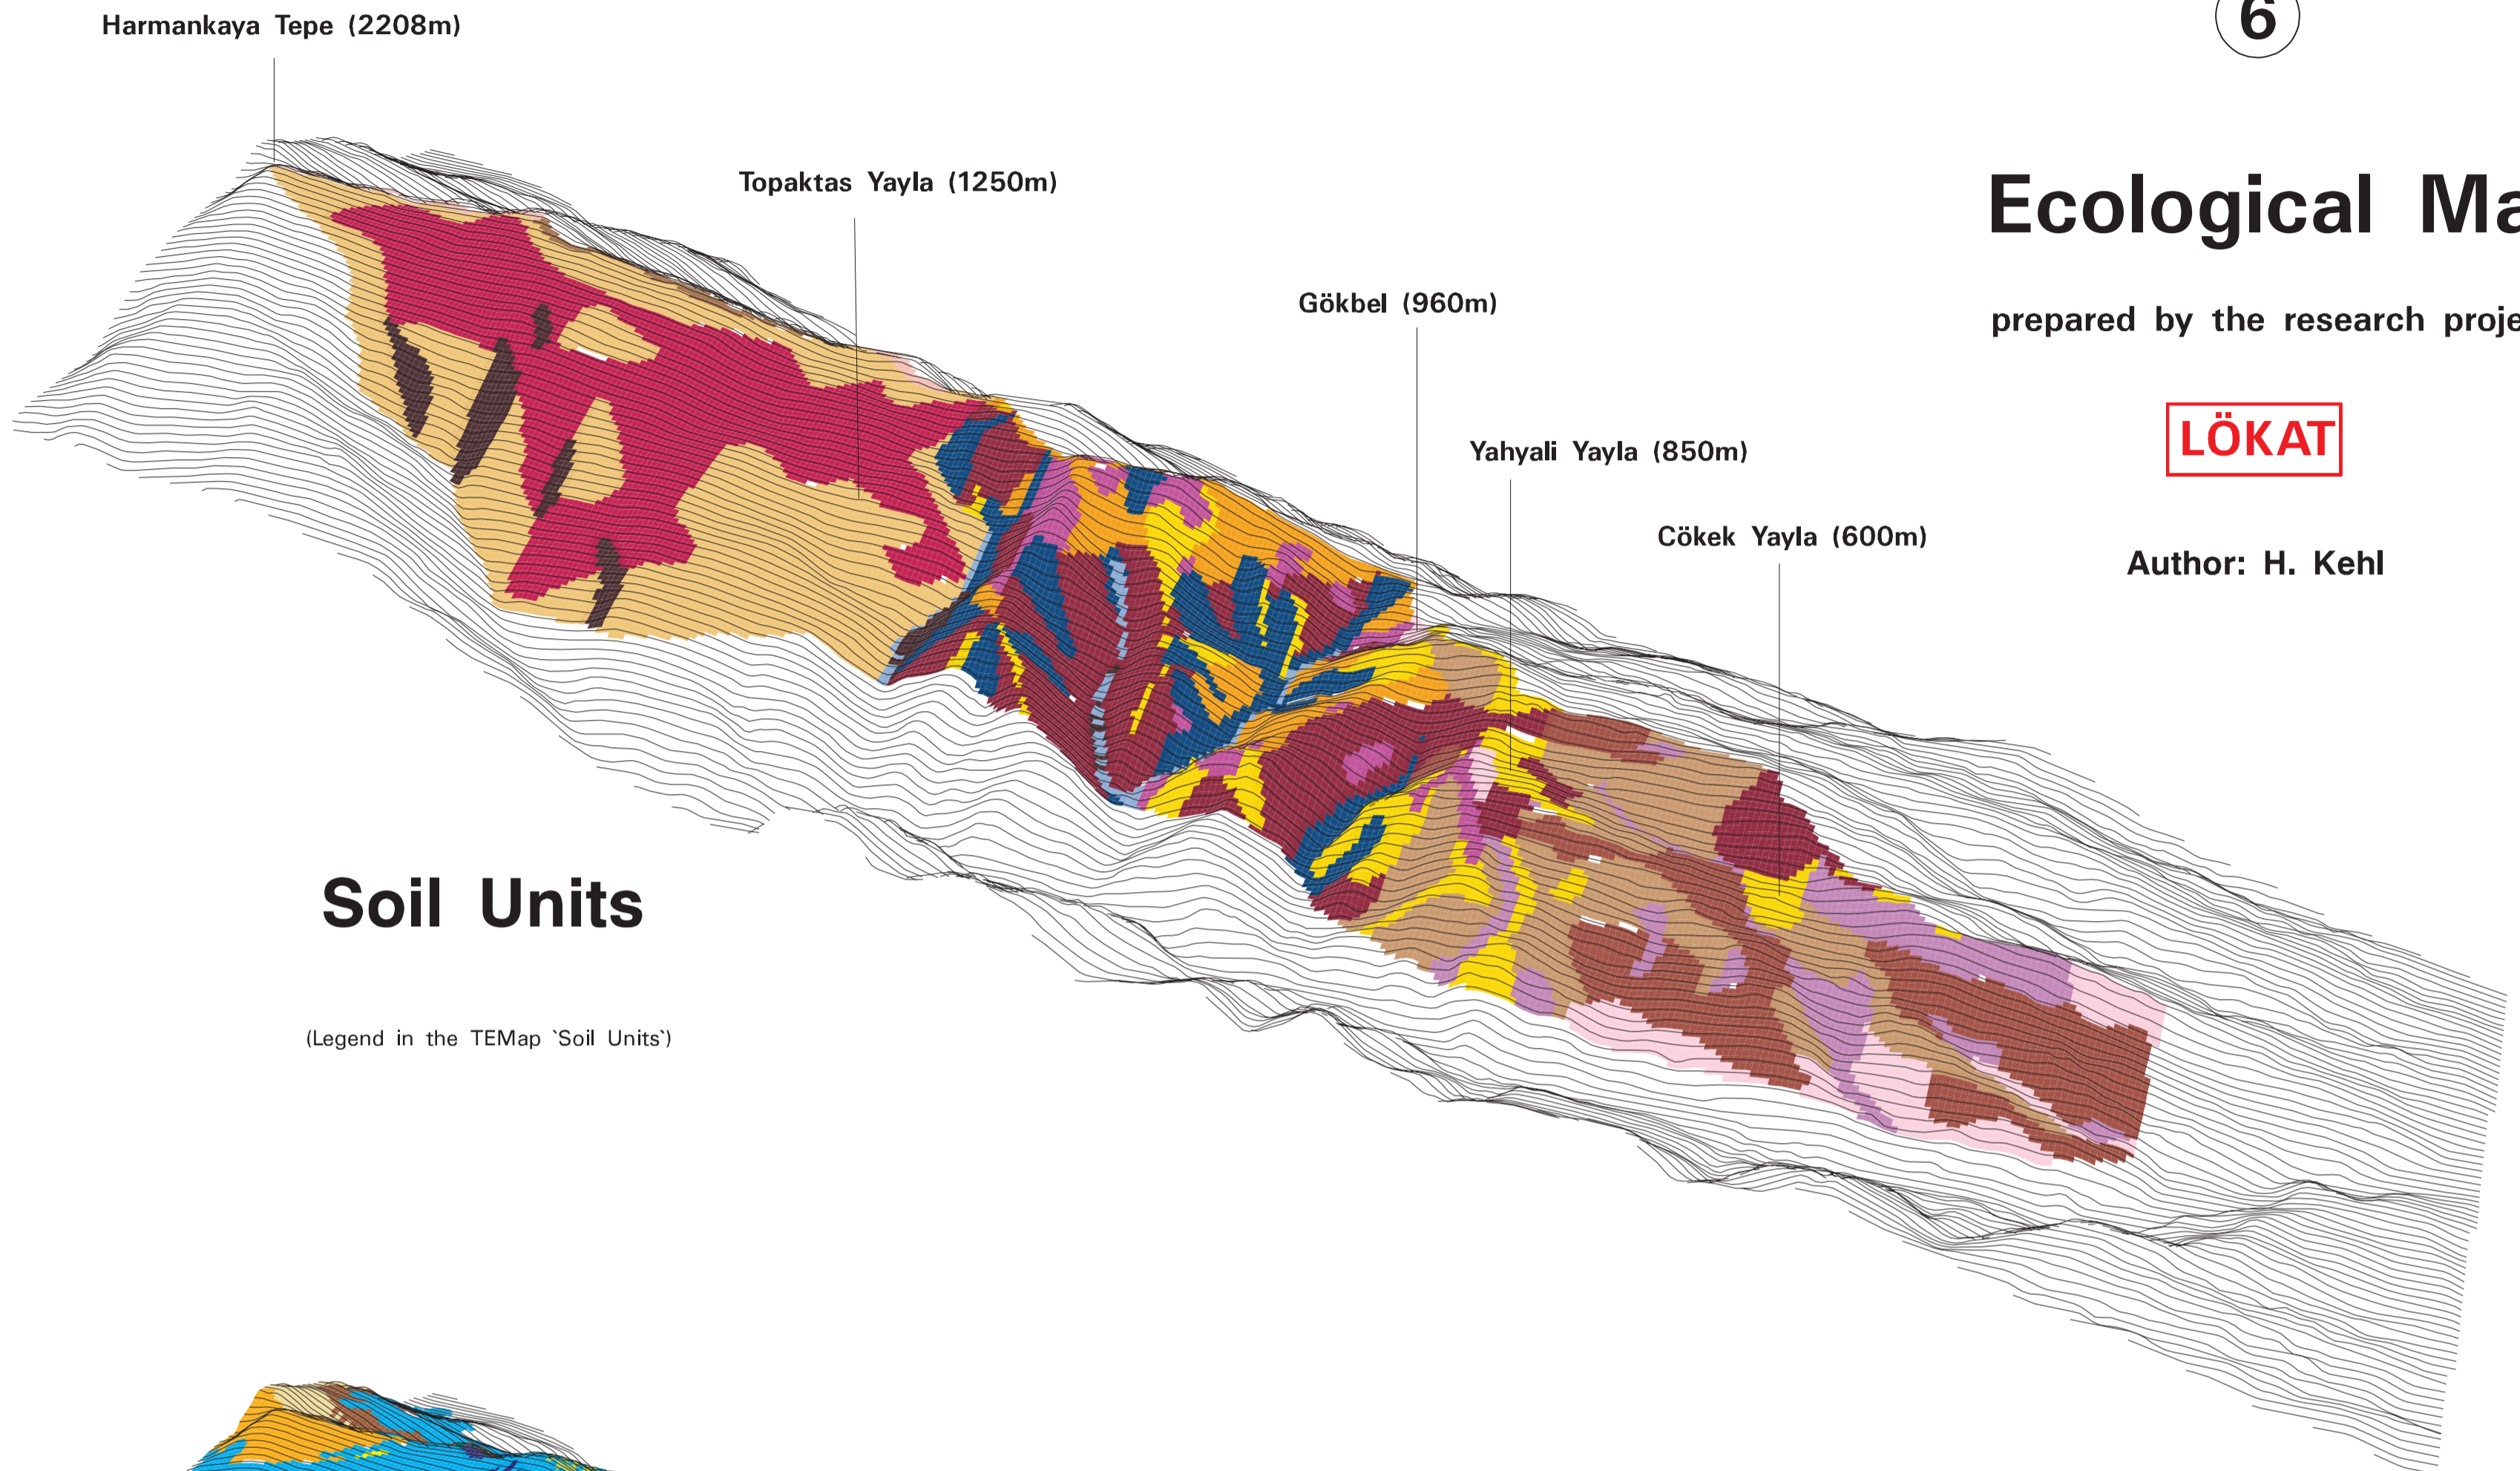 Harmankaya Tepe (2208m)
6
Topaktas Yayla (1250m)
Ecological Ma
Gökbel (960m)
prepared by the research proje
LÖKAT
Yahyali Yayla (850m)
Cökek Yayla (600m)
Author: H. Kehl
Soil Units
(Legend in the TEMap `Soil Units`)